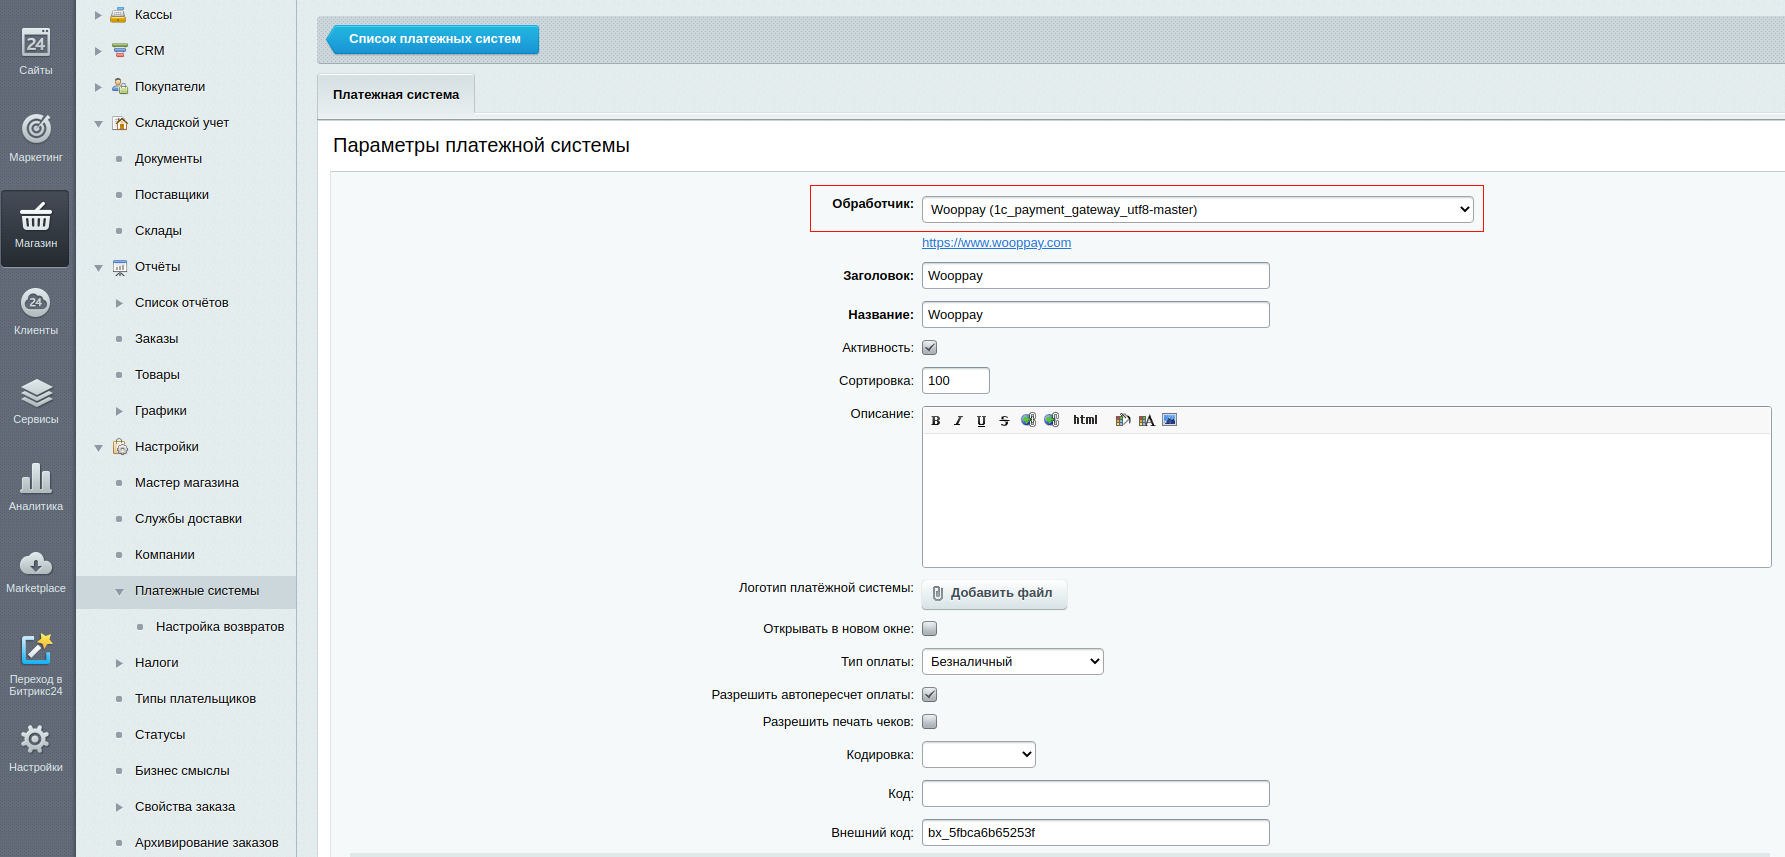 24
Сайты
Маркетинг
Магазин
24
Клиенты
Сервисы
Аналитика
Marketplace
Переход в
Битрикс24
Настройки
Кассы
CRM
Покупатели
Складской учет
Документы
Поставщики
Склады
Отчёты
Список отчётов
Заказы
Товары
Графики
Настройки
Мастер магазина
Службы доставки
Компании
Платежные системы
Настройка возвратов
Налоги
Типы плательщиков
Статусы
Бизнес смыслы
Свойства заказа
Архивирование заказов
Список платежных систем
Платежная система
Параметры платежной системы
Обработчик: Wooppay (1c_payment_gateway_utf8-master)
https://www.wooppay.com
Заголовок: Wooppay
Название: Wooppay
Активность:
Сортировка: 100
Описание: B I U S html A
Логотип платёжной системы: Добавить файл
Открывать в новом окне:
Тип оплаты: Безналичный
Разрешить автопересчет оплаты:
Разрешить печать чеков:
Кодировка:
Код:
Внешний код: bx_5fbca6b65253f